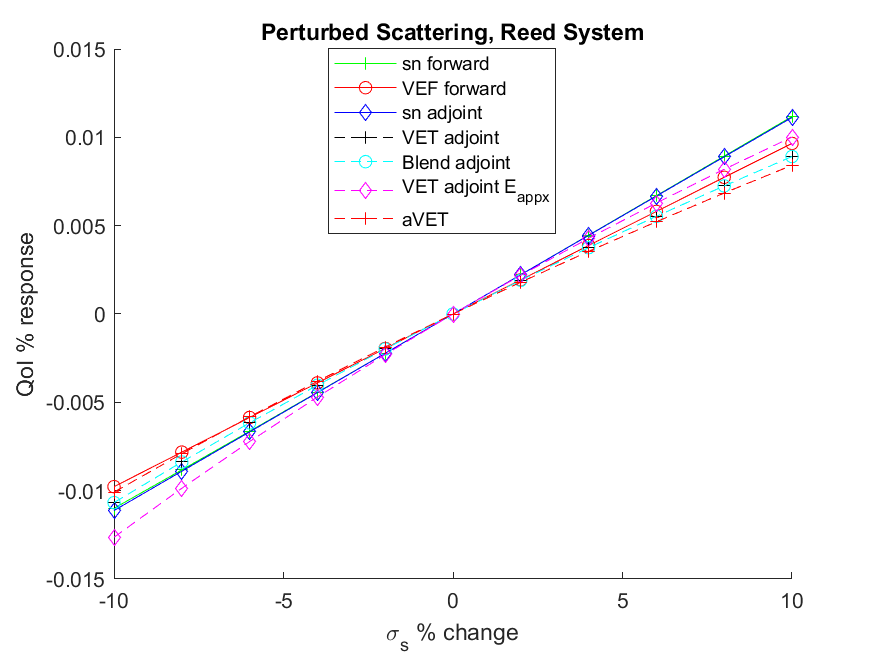 Perturbed Scattering, Reed System
sn forward
VEF forward
sn adjoint
VET adjoint
Blend adjoint
VET adjoint E_appx
aVET
QoI % response
0.015
0.01
0.005
0
-0.005
-0.01
-0.015
-10
-5
0
5
10
σ_s % change